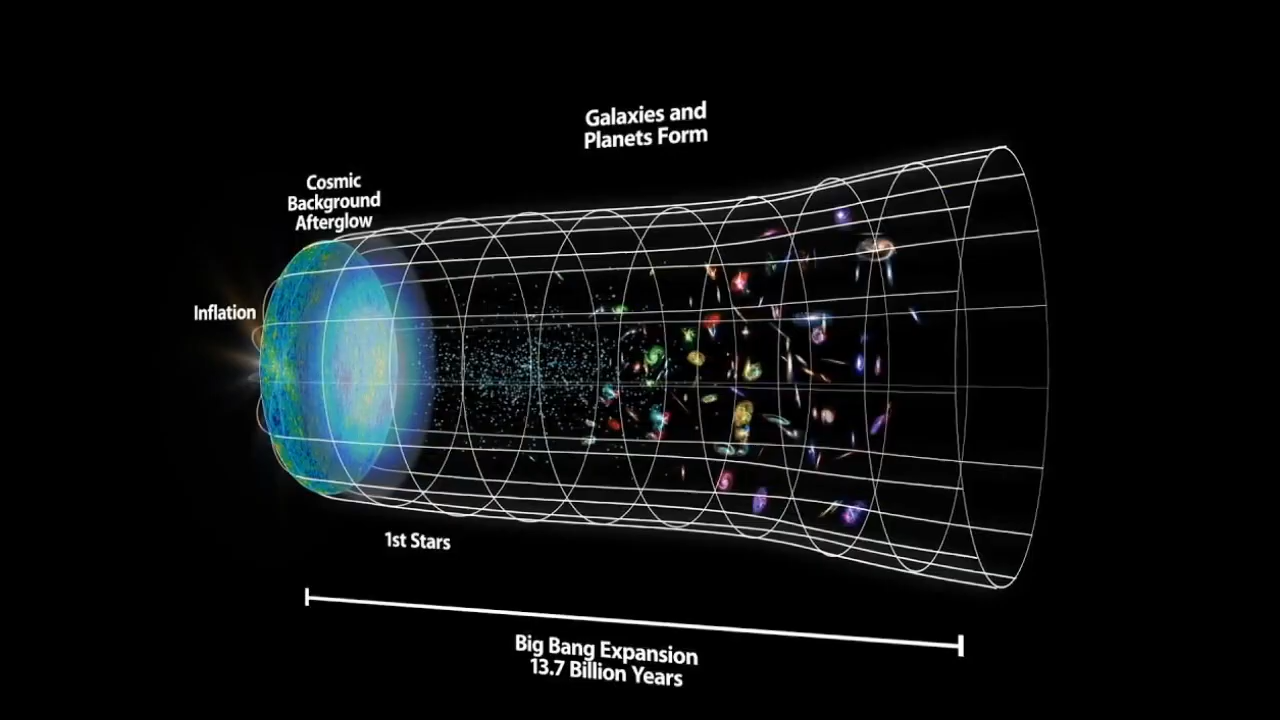 Galaxies and
Planets Form
Cosmic
Background
Afterglow
Inflation
1st Stars
Big Bang Expansion
13.7 Billion Years